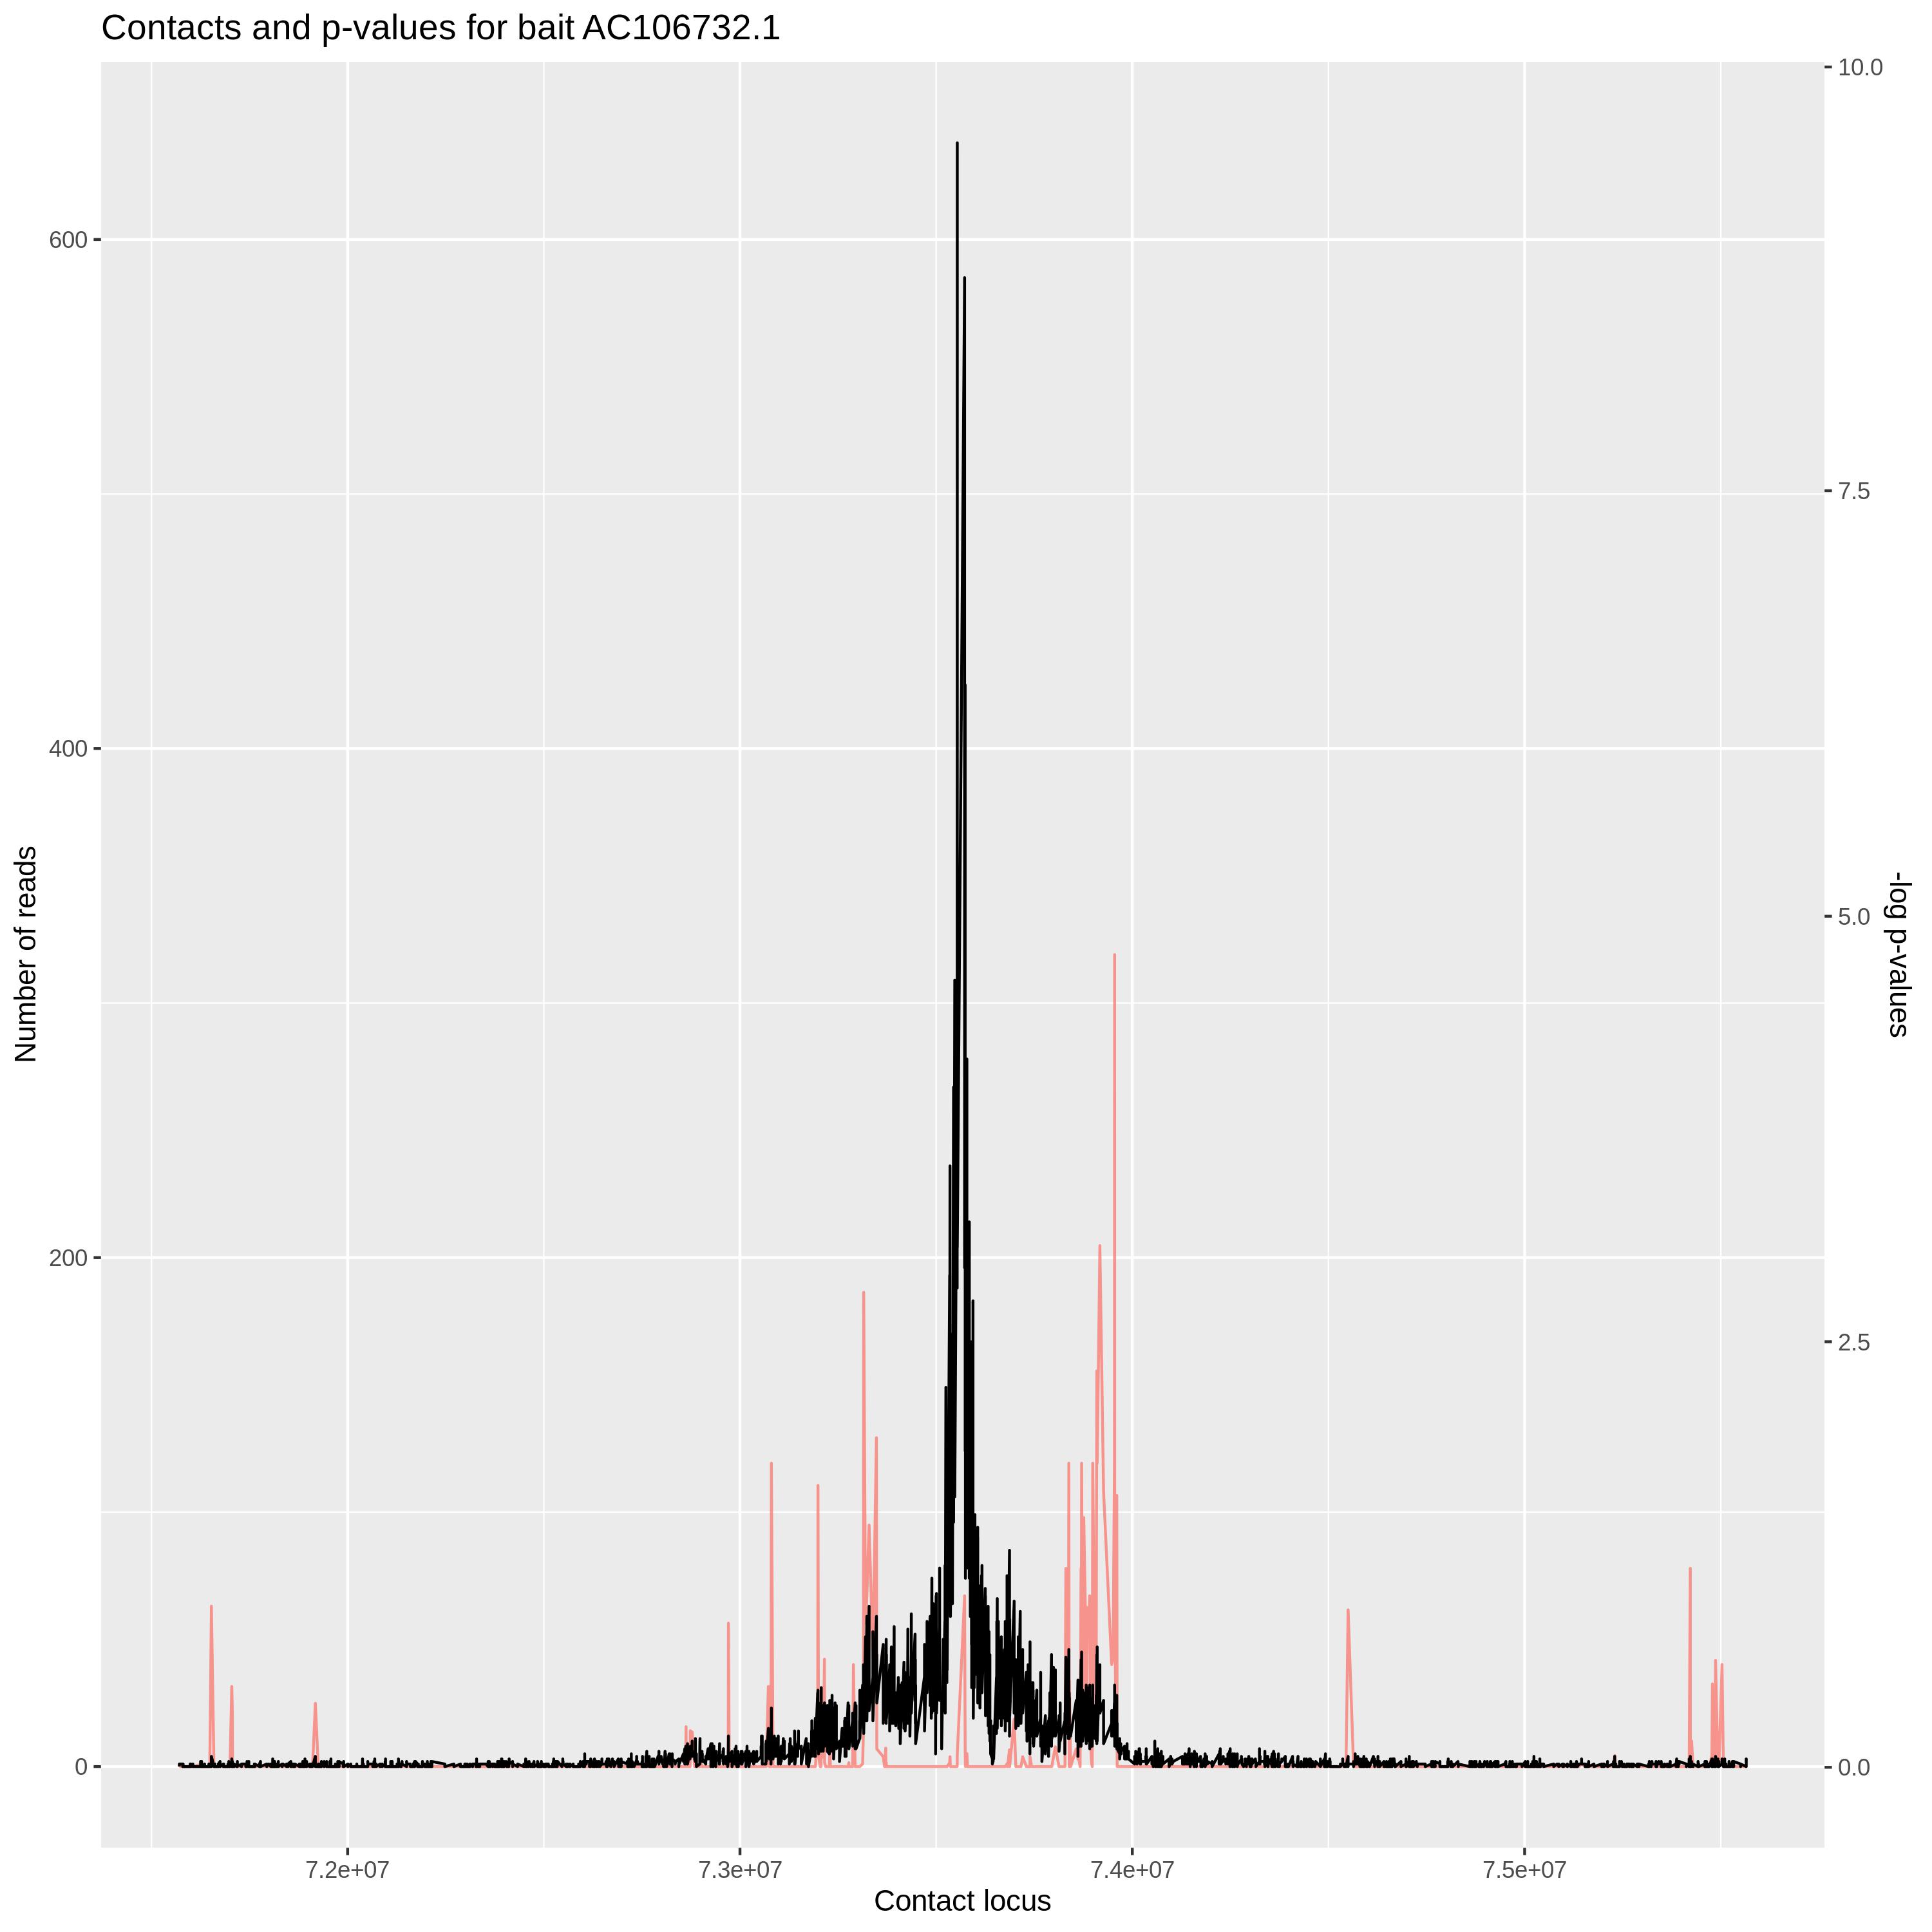 Contacts and p-values for bait AC106732.1
10.0
600
7.5
400
5.0
Number of reads
-log p-values
200
2.5
0
0.0
7.2e+07
7.3e+07
7.4e+07
7.5e+07
Contact locus